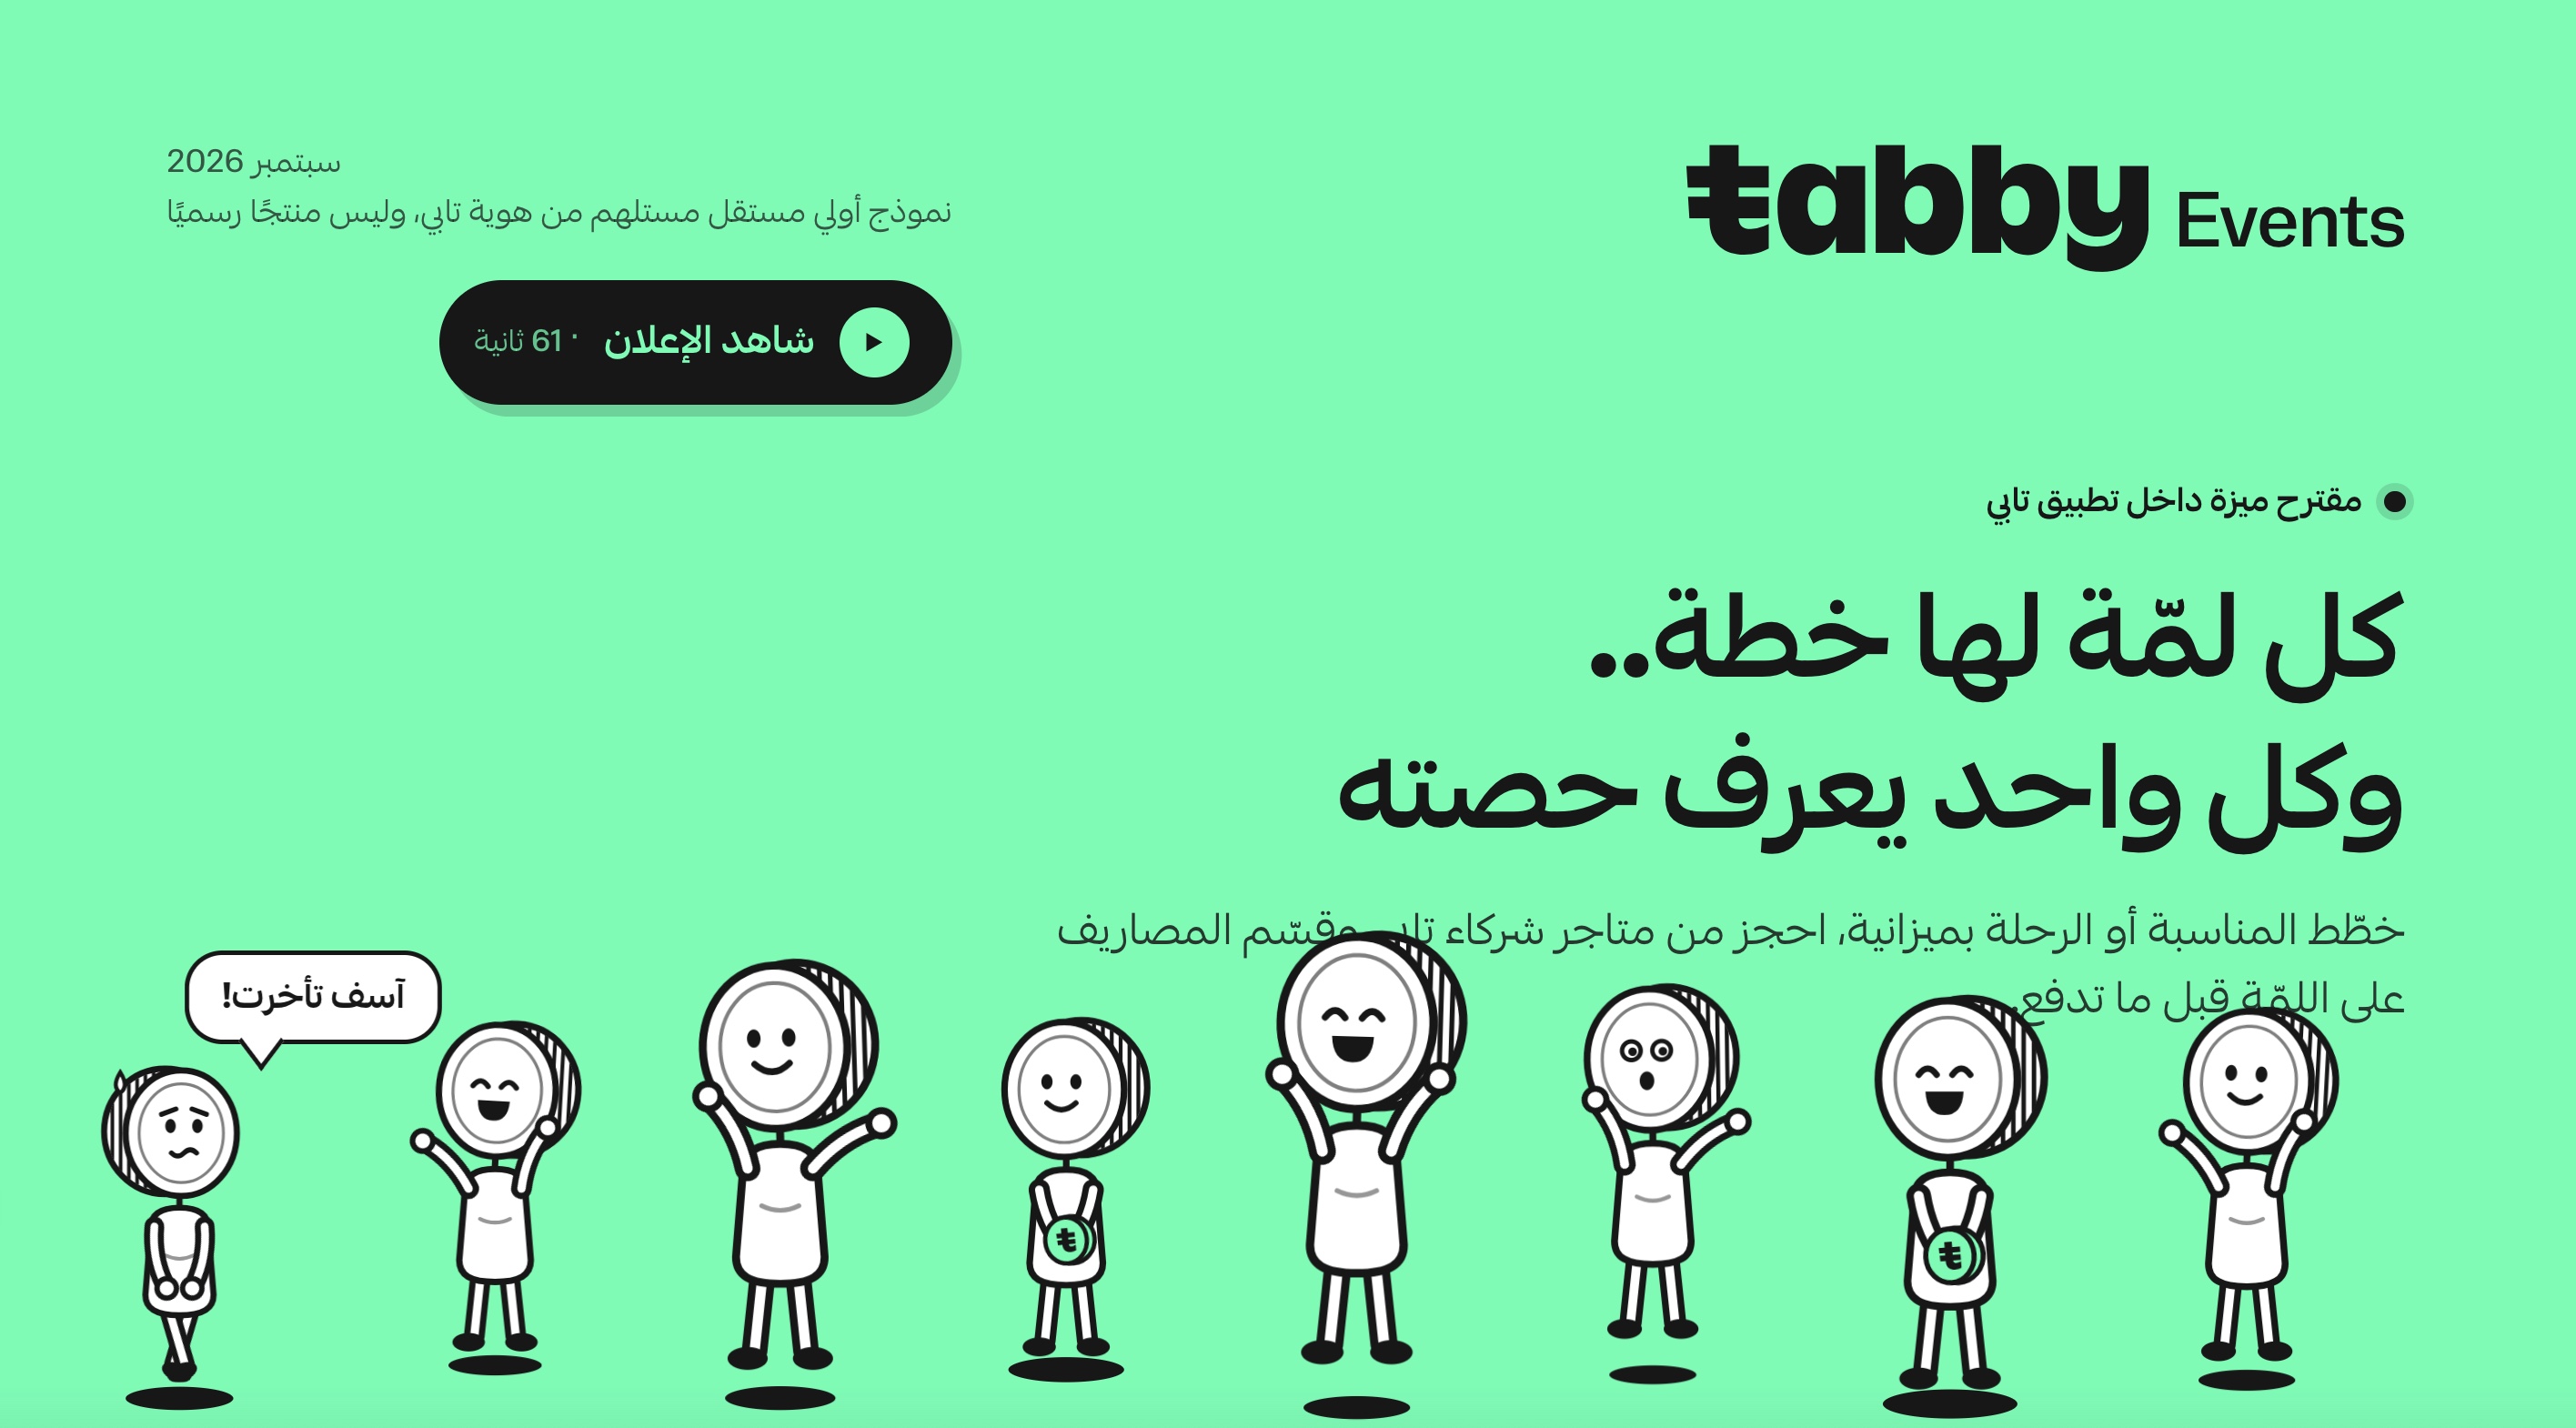 tabby Events
سبتمبر 2026
نموذج أولي مستقل مستلهم من هوية تابي، وليس منتجًا رسميًا
شاهد الإعلان · 61 ثانية
مقترح ميزة داخل تطبيق تابي
كل لمّة لها خطة..
وكل واحد يعرف حصته
خطّط المناسبة أو الرحلة بميزانية، احجز من متاجر شركاء تابي وقسّم المصاريف
على اللمّة قبل ما تدفع.
آسف تأخرت!